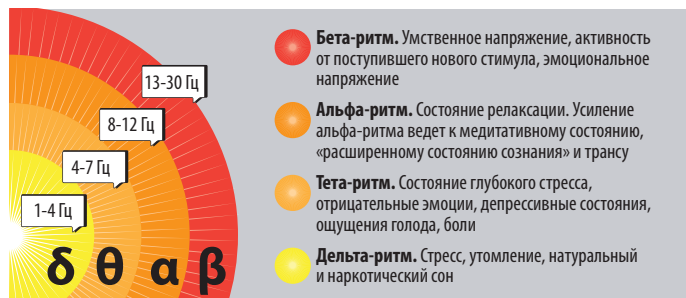 13-30 Гц
8-12 Гц
4-7 Гц
1-4 Гц
δ θ α β
Бета-ритм. Умственное напряжение, активность
от поступившего нового стимула, эмоциональное
напряжение
Альфа-ритм. Состояние релаксации. Усиление
альфа-ритма ведет к медитативному состоянию,
«расширенному состоянию сознания» и трансу
Тета-ритм. Состояние глубокого стресса,
отрицательные эмоции, депрессивные состояния,
ощущения голода, боли
Дельта-ритм. Стресс, утомление, натуральный
и наркотический сон